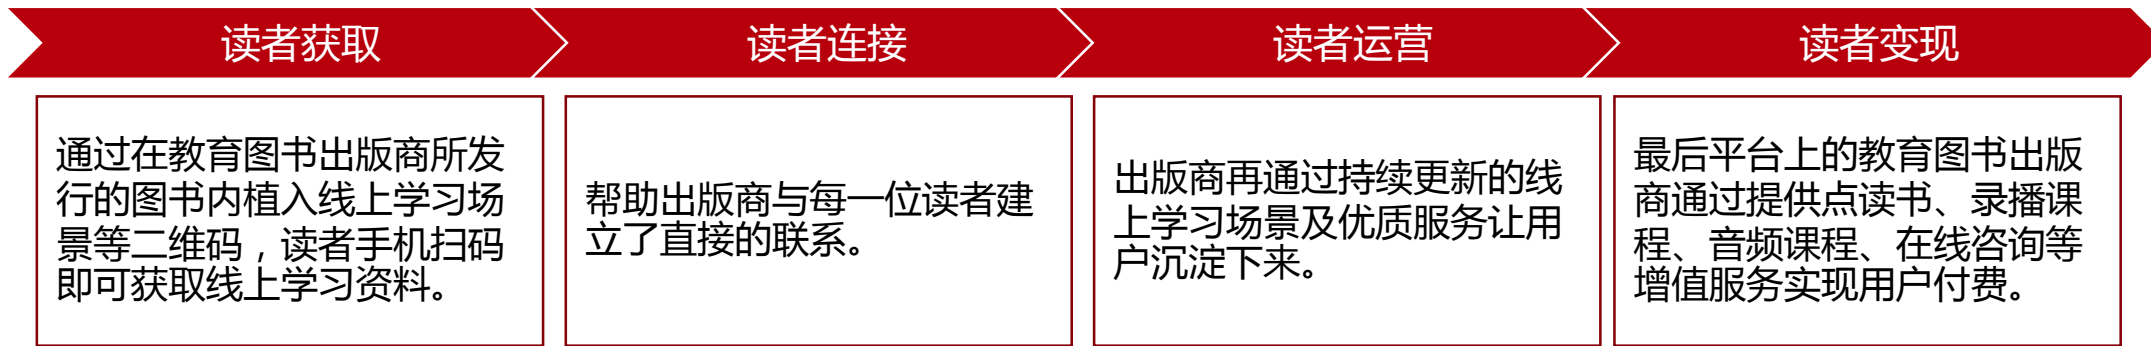 读者获取
读者连接
读者运营
读者变现
通过在教育图书出版商所发
行的图书内植入线上学习场
景等二维码，读者手机扫码
即可获取线上学习资料。
帮助出版商与每一位读者建
立了直接的联系。
出版商再通过持续更新的线
上学习场景及优质服务让用
户沉淀下来。
最后平台上的教育图书出版
商通过提供点读书、录播课
程、音频课程、在线咨询等
增值服务实现用户付费。